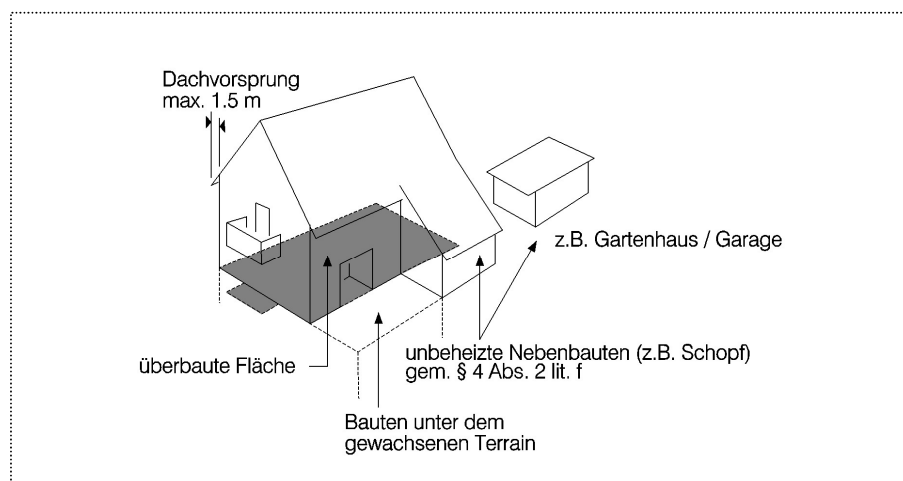 Dachvorsprung
max. 1.5 m
z.B. Gartenhaus / Garage
überbaute Fläche
unbeheizte Nebenbauten (z.B. Schopf)
gem. § 4 Abs. 2 lit. f
Bauten unter dem
gewachsenen Terrain